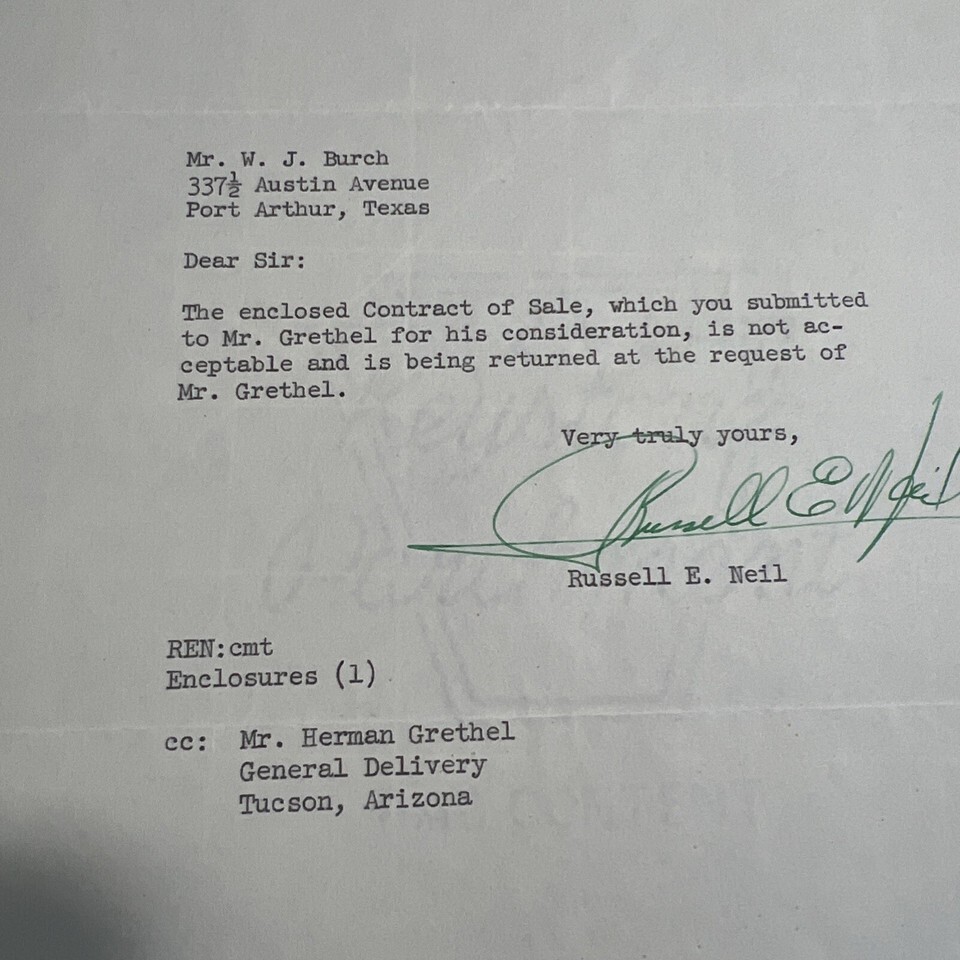 Mr. W. J. Burch
337½ Austin Avenue
Port Arthur, Texas
Dear Sir:
The enclosed Contract of Sale, which you submitted
to Mr. Grethel for his consideration, is not ac-
ceptable and is being returned at the request of
Mr. Grethel.
Very truly yours,
Russell E. Neil
Russell E. Neil
REN:cmt
Enclosures (1)
cc: Mr. Herman Grethel
General Delivery
Tucson, Arizona